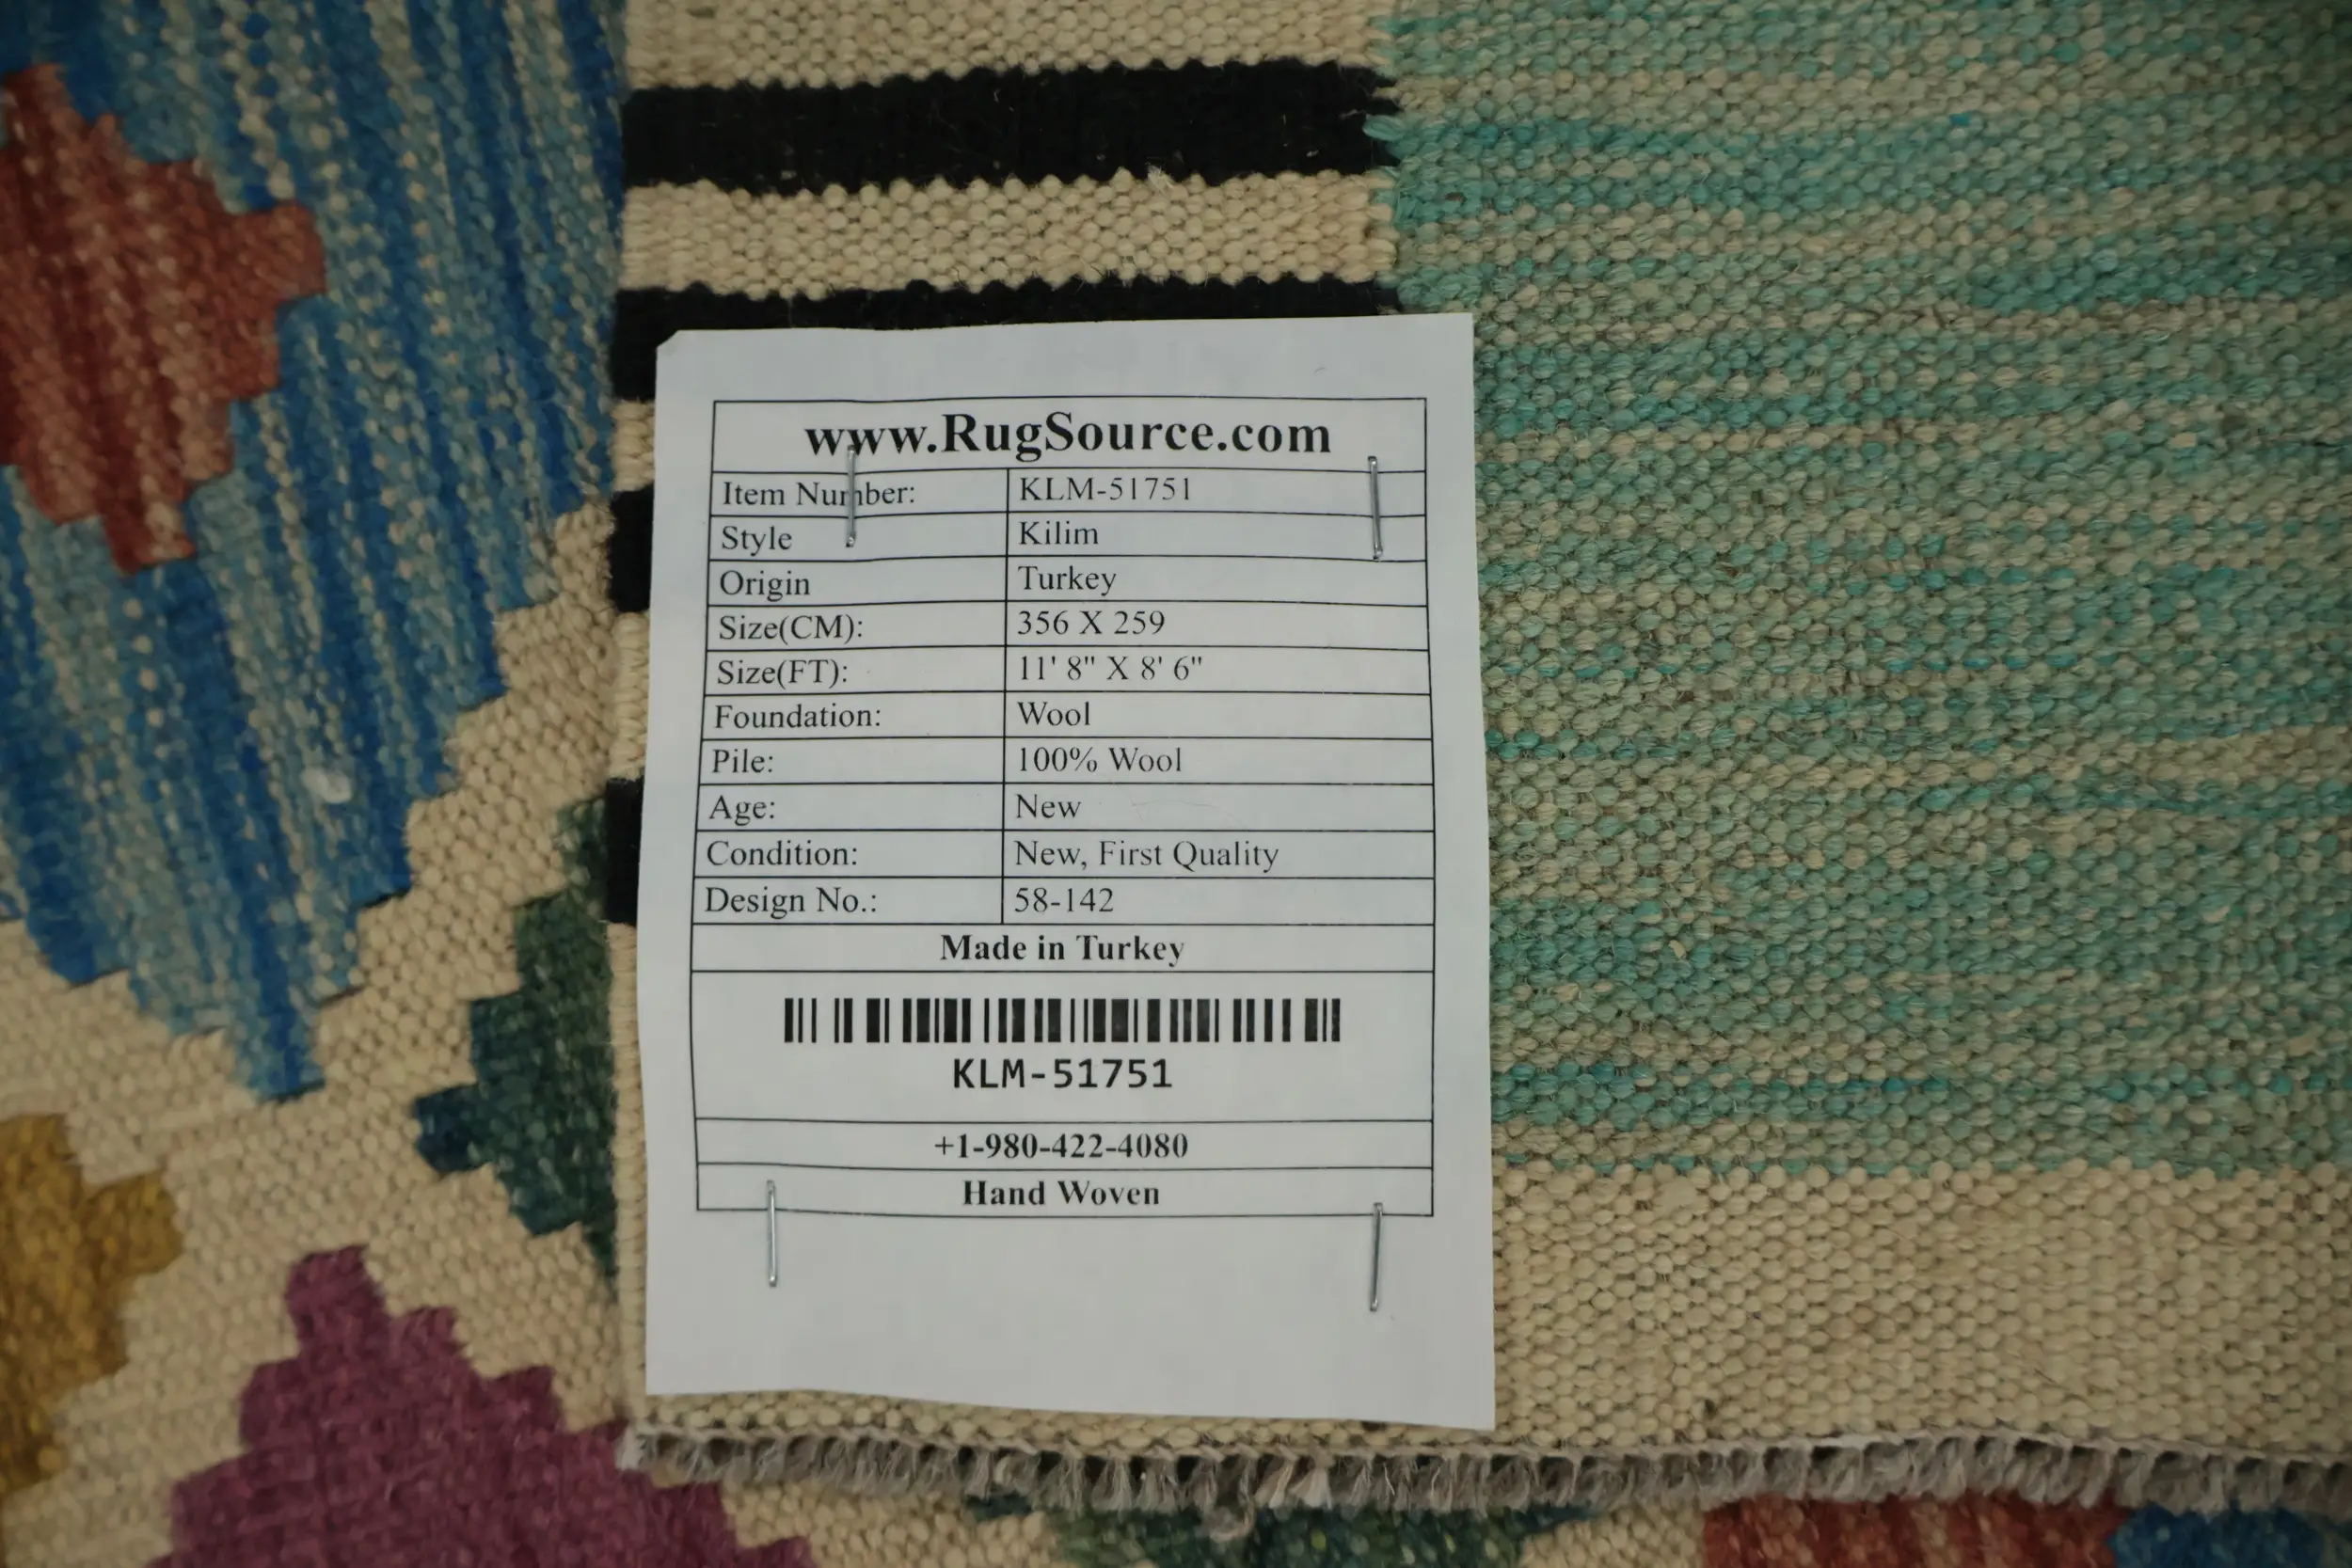 www.RugSource.com
Item Number: KLM-51751
Style Kilim
Origin Turkey
Size(CM): 356 X 259
Size(FT): 11' 8" X 8' 6"
Foundation: Wool
Pile: 100% Wool
Age: New
Condition: New, First Quality
Design No.: 58-142
Made in Turkey
KLM-51751
+1-980-422-4080
Hand Woven